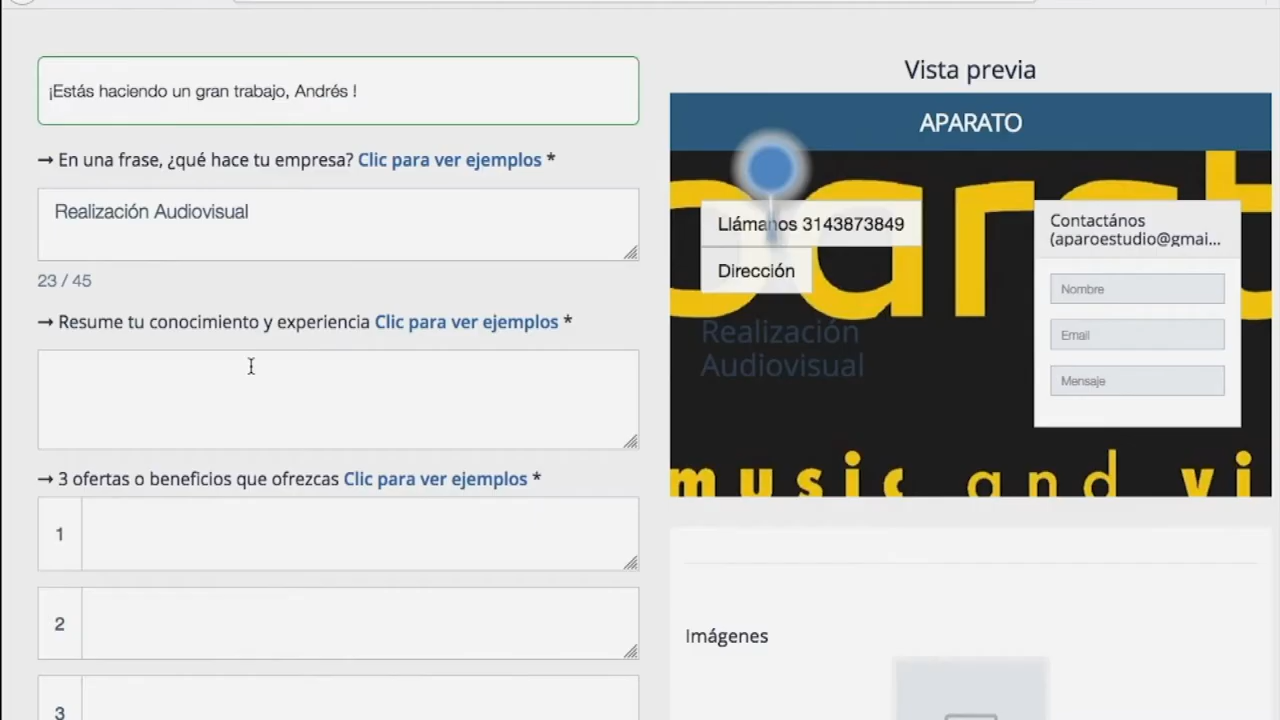 ¡Estás haciendo un gran trabajo, Andrés !
→ En una frase, ¿qué hace tu empresa? Clic para ver ejemplos *
Realización Audiovisual
23 / 45
→ Resume tu conocimiento y experiencia Clic para ver ejemplos *
→ 3 ofertas o beneficios que ofrezcas Clic para ver ejemplos *
1
2
3
Vista previa
APARATO
Llámanos 3143873849
Dirección
Realización
Audiovisual
Contactános
(aparoestudio@gmai...
Nombre
Email
Mensaje
music and vi
Imágenes